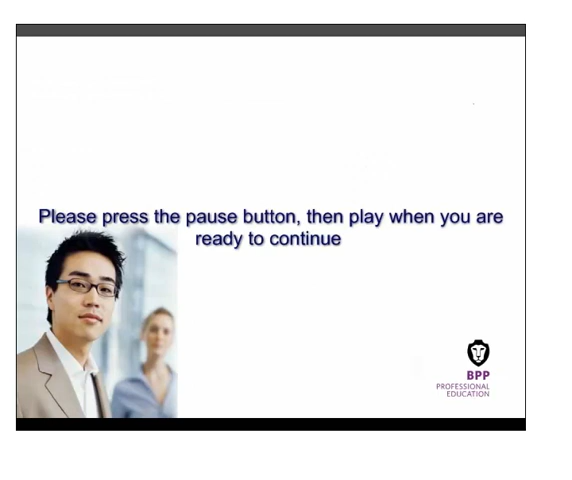 Please press the pause button, then play when you are
ready to continue
BPP
PROFESSIONAL
EDUCATION